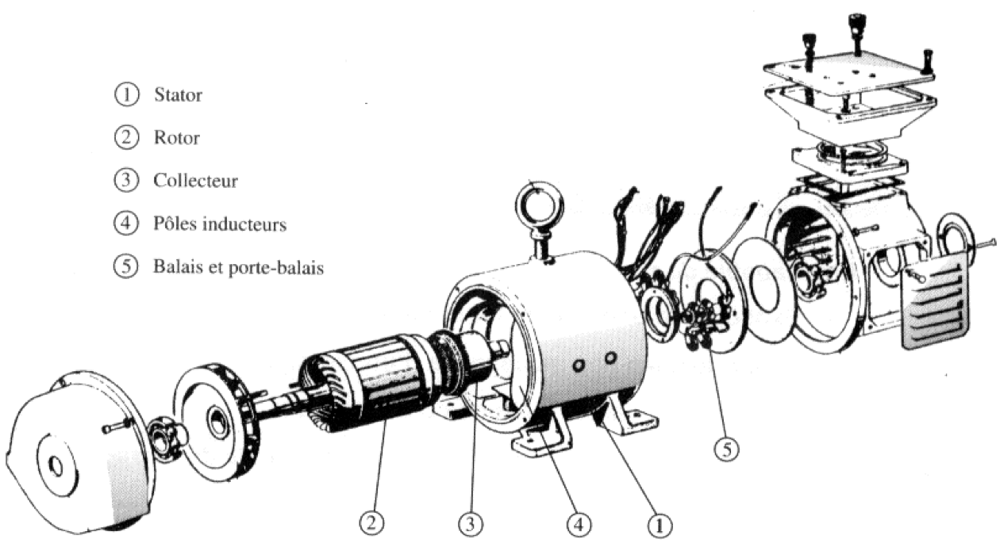 ① Stator
② Rotor
③ Collecteur
④ Pôles inducteurs
⑤ Balais et porte-balais
⑤
② ③ ④ ①